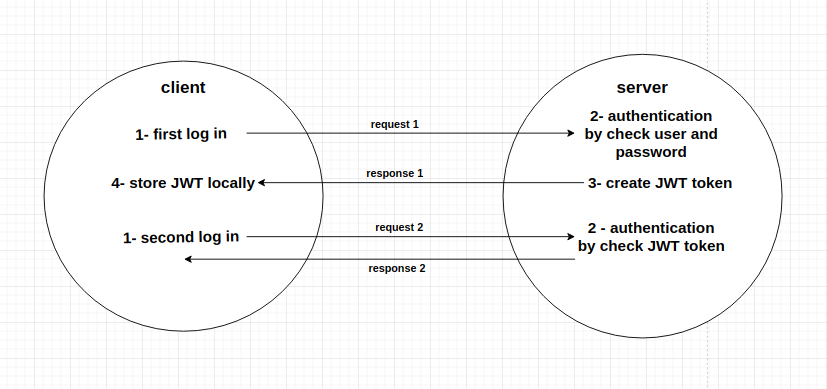 client
server
1- first log in
request 1
2- authentication
by check user and
password
4- store JWT locally
response 1
3- create JWT token
1- second log in
request 2
2 - authentication
by check JWT token
response 2